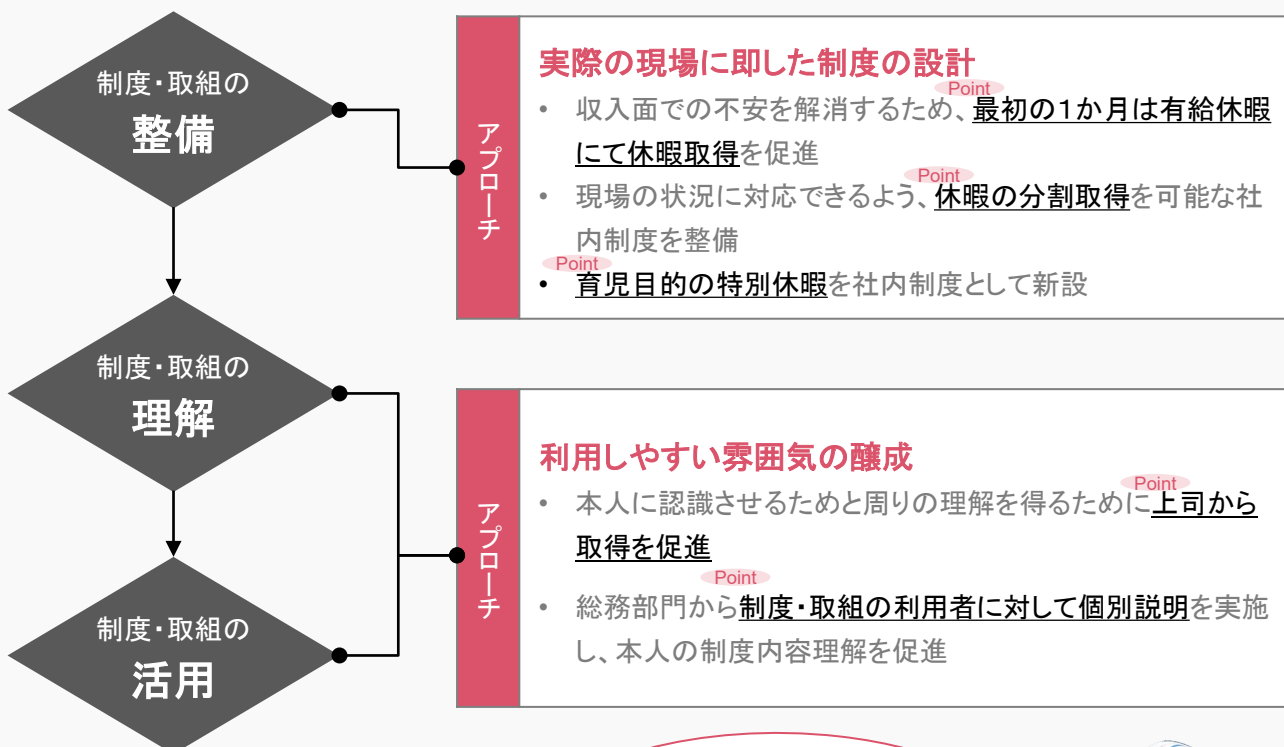 制度・取組の
整備
アプローチ
実際の現場に即した制度の設計
Point
• 収入面での不安を解消するため、最初の1か月は有給休暇
にて休暇取得を促進
Point
• 現場の状況に対応できるよう、休暇の分割取得を可能な社
内制度を整備
Point
• 育児目的の特別休暇を社内制度として新設
制度・取組の
理解
制度・取組の
活用
アプローチ
利用しやすい雰囲気の醸成
Point
• 本人に認識させるためと周りの理解を得るために上司から
取得を促進
Point
• 総務部門から制度・取組の利用者に対して個別説明を実施
し、本人の制度内容理解を促進